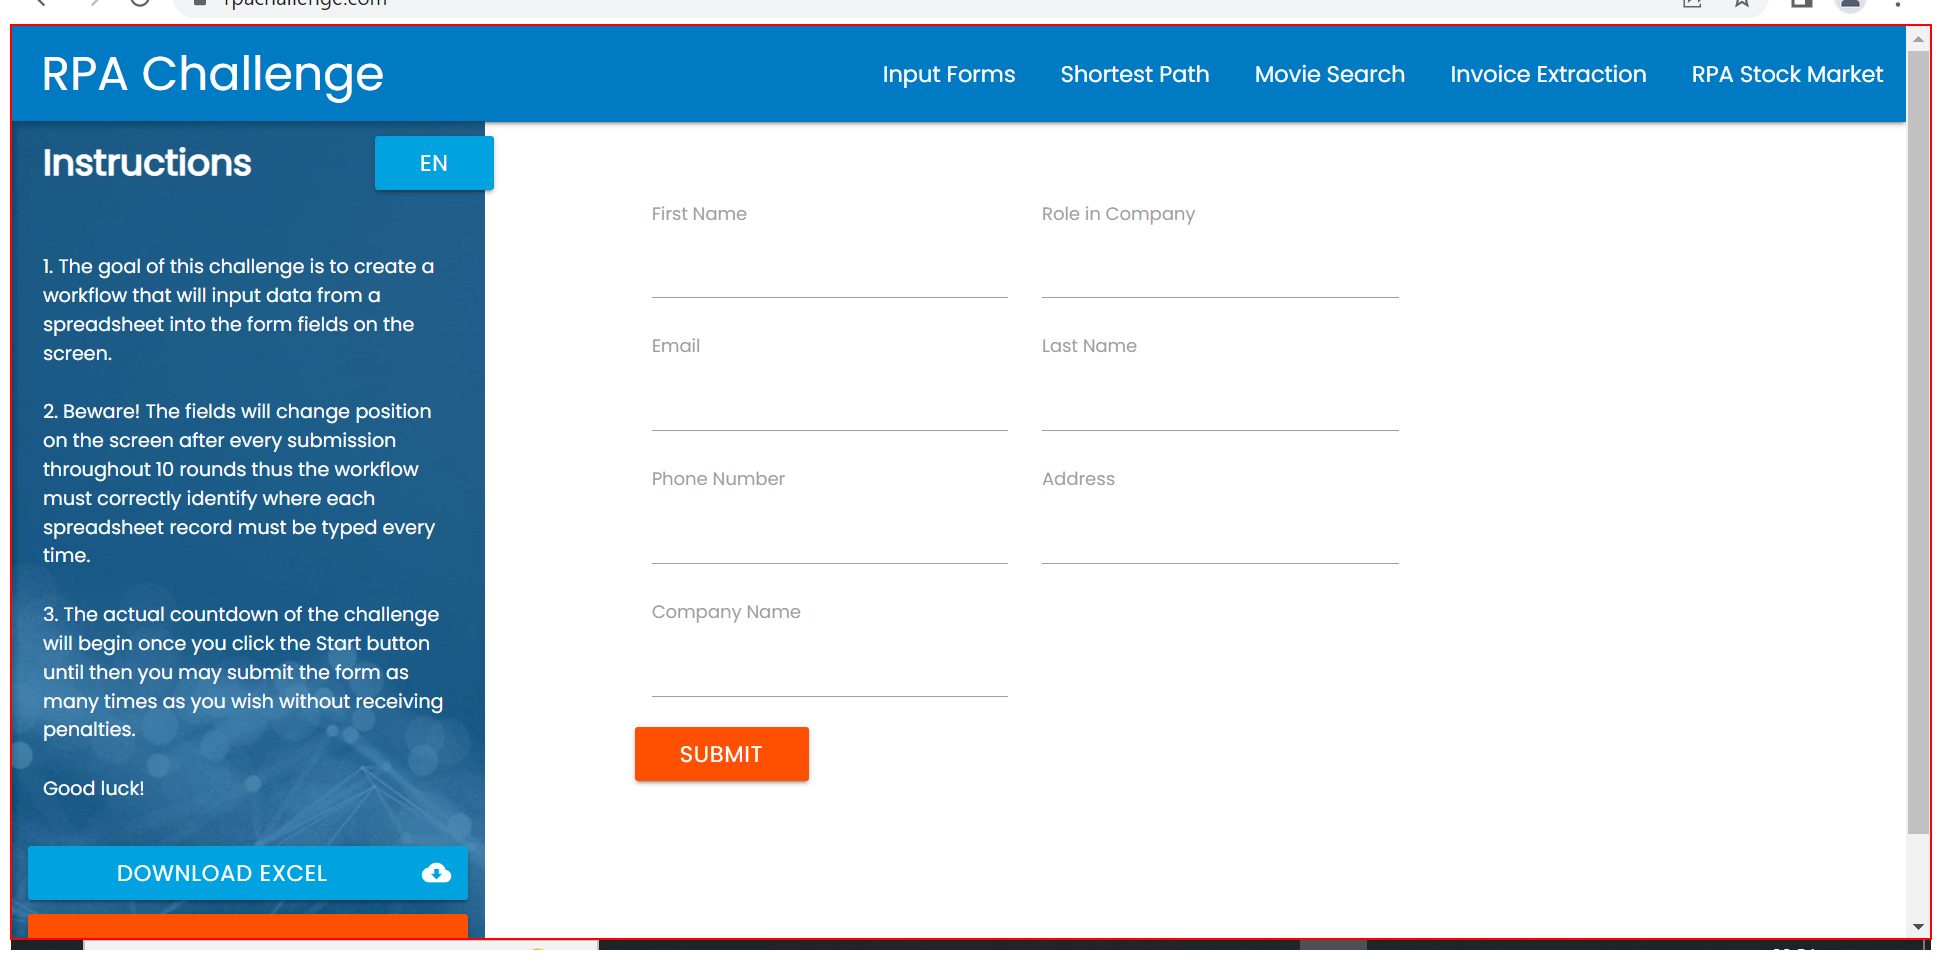 rpachallenge.com
RPA Challenge
Input Forms Shortest Path Movie Search Invoice Extraction RPA Stock Market
Instructions
EN
1. The goal of this challenge is to create a
workflow that will input data from a
spreadsheet into the form fields on the
screen.
2. Beware! The fields will change position
on the screen after every submission
throughout 10 rounds thus the workflow
must correctly identify where each
spreadsheet record must be typed every
time.
3. The actual countdown of the challenge
will begin once you click the Start button
until then you may submit the form as
many times as you wish without receiving
penalties.
Good luck!
DOWNLOAD EXCEL
First Name Role in Company
Email Last Name
Phone Number Address
Company Name
SUBMIT